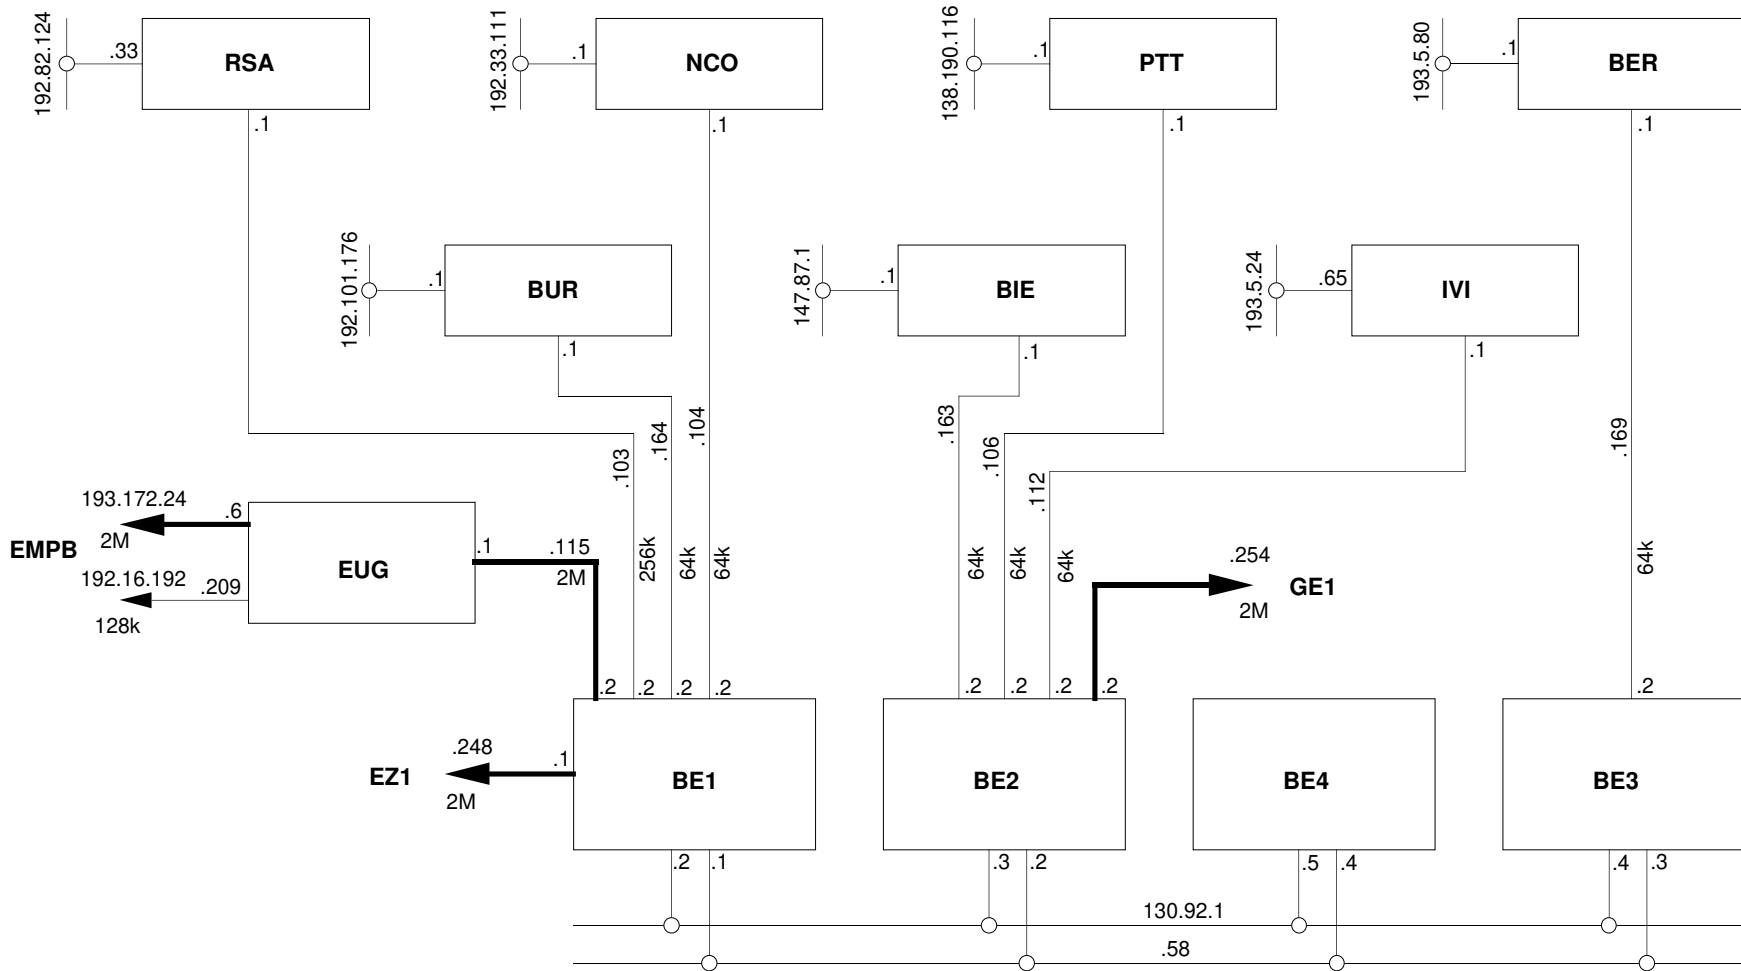 192.82.124
.33
RSA
.1
192.33.111
.1
NCO
.1
138.190.116
.1
PTT
.1
193.5.80
.1
BER
.1
192.101.176
.1
BUR
.1
147.87.1
.1
BIE
.1
193.5.24
.65
IVI
.1
.103
.164
.104
.163
.106
.112
.169
256k
64k
64k
64k
64k
64k
64k
EMPB
193.172.24
2M
.6
192.16.192
128k
.209
EUG
.1
.115
2M
.254
2M
GE1
.2
.2
.2
.2
.2
.2
.2
.2
.2
EZ1
.248
2M
.1
BE1
BE2
BE4
BE3
.2
.1
.3
.2
.5
.4
.4
.3
130.92.1
.58